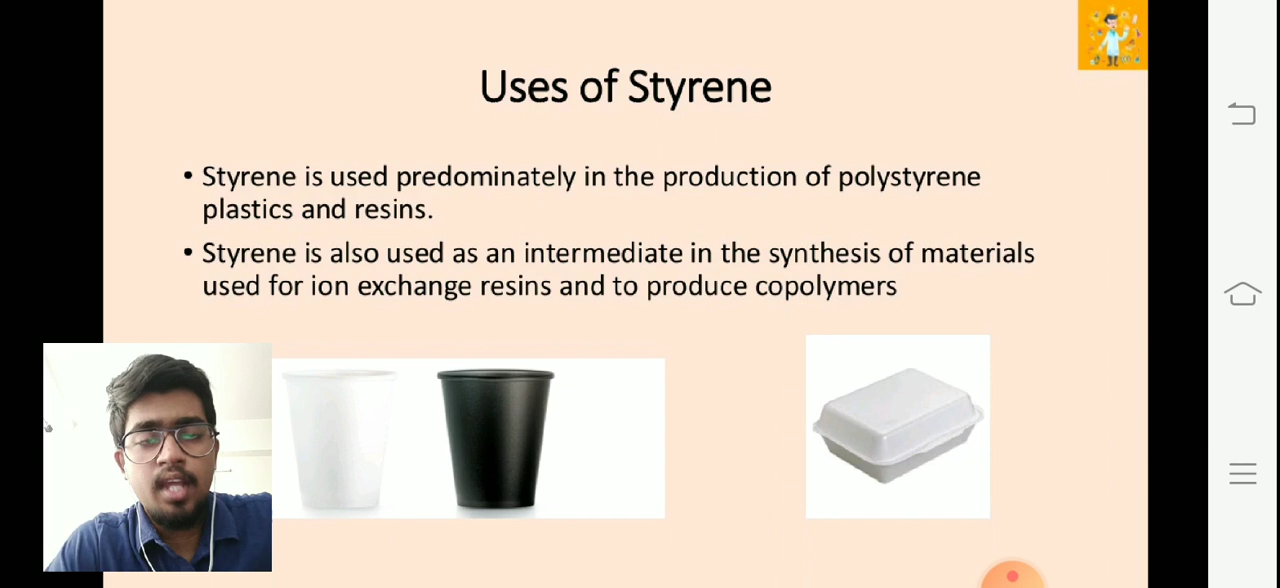 Uses of Styrene
• Styrene is used predominately in the production of polystyrene
plastics and resins.
• Styrene is also used as an intermediate in the synthesis of materials
used for ion exchange resins and to produce copolymers